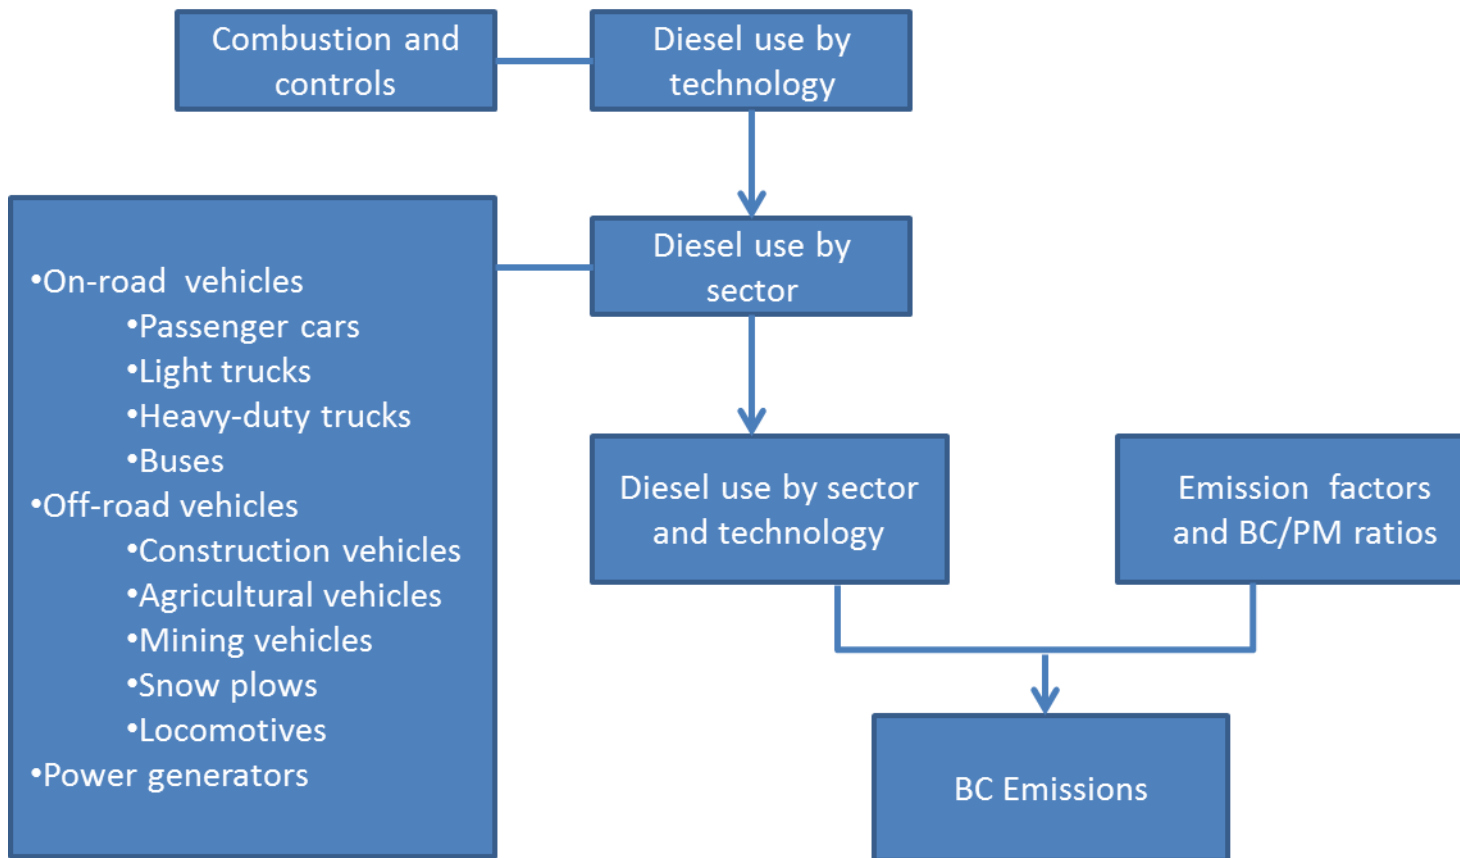 Combustion and
controls
Diesel use by
technology
•On-road vehicles
•Passenger cars
•Light trucks
•Heavy-duty trucks
•Buses
•Off-road vehicles
•Construction vehicles
•Agricultural vehicles
•Mining vehicles
•Snow plows
•Locomotives
•Power generators
Diesel use by
sector
Diesel use by sector
and technology
Emission factors
and BC/PM ratios
BC Emissions